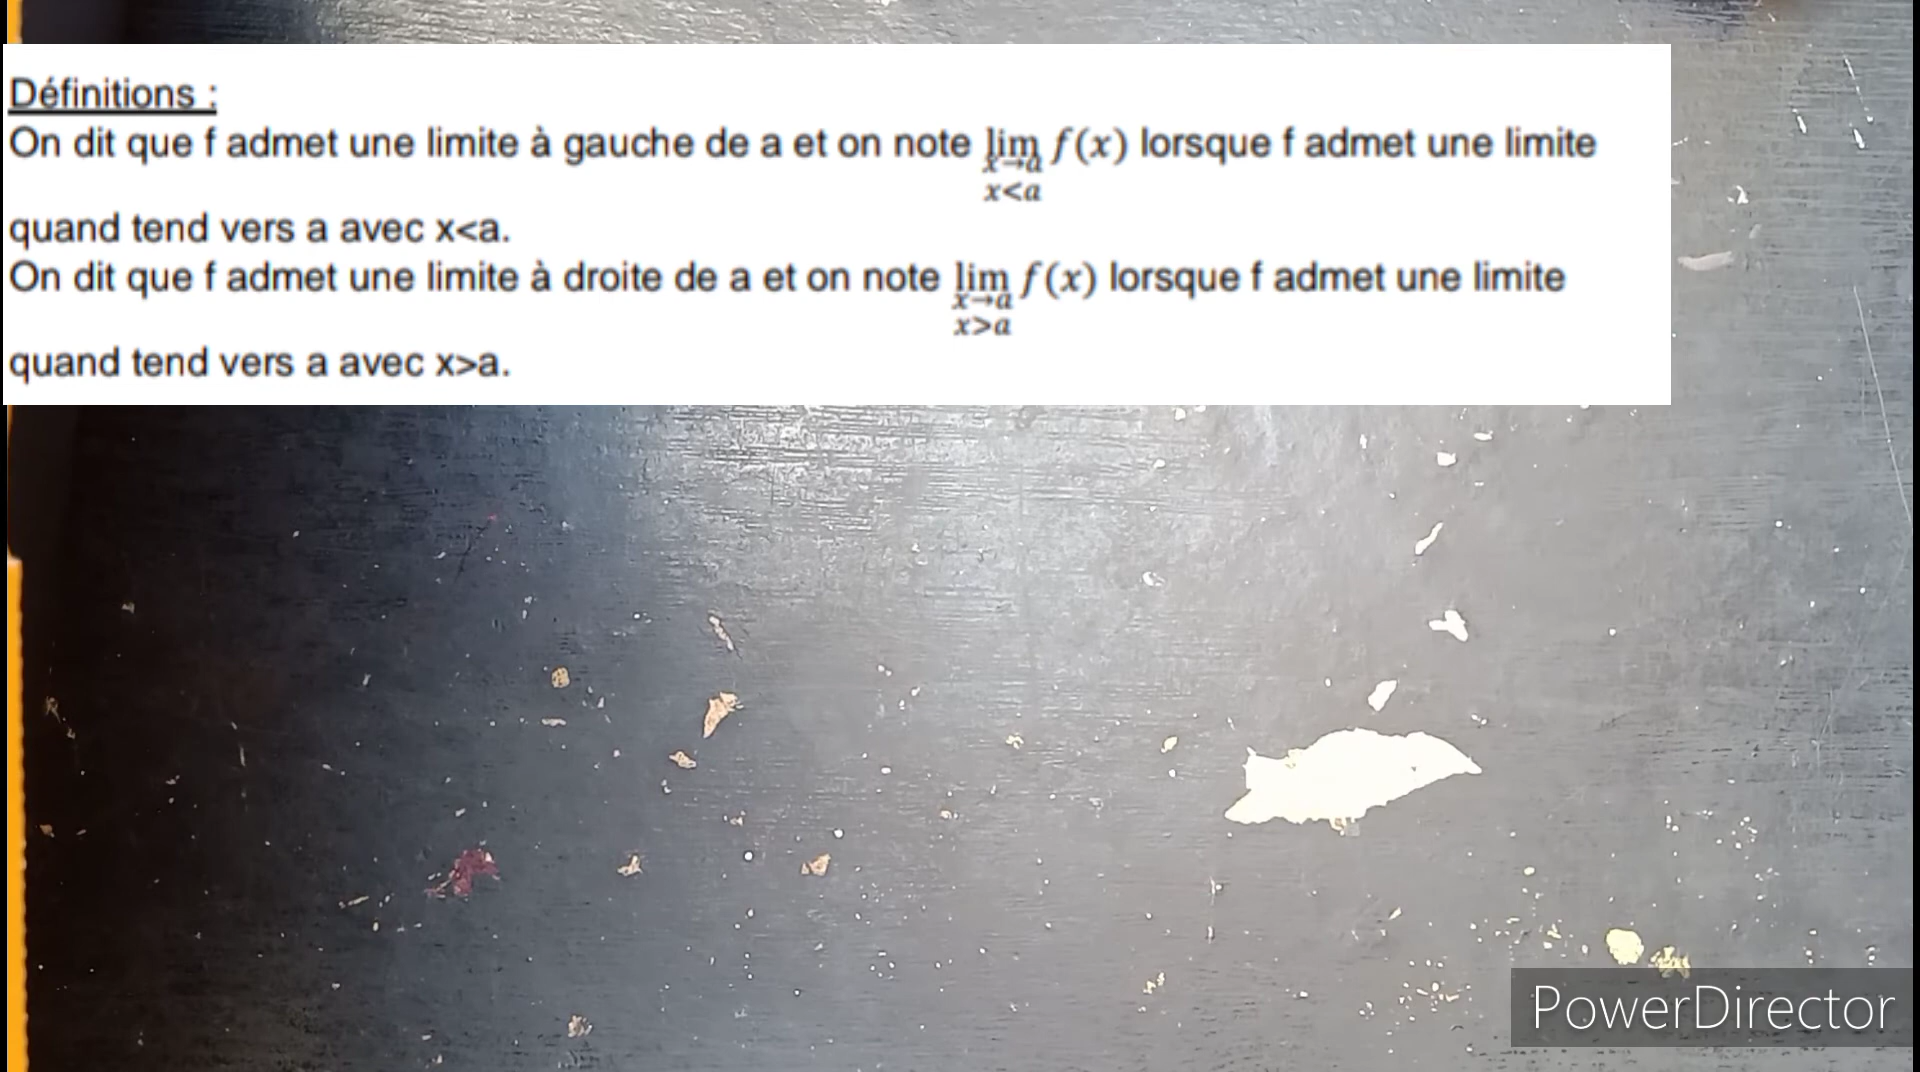 Définitions :
On dit que f admet une limite à gauche de a et on note lim f(x) lorsque f admet une limite
x→a
x<a
quand tend vers a avec x<a.
On dit que f admet une limite à droite de a et on note lim f(x) lorsque f admet une limite
x→a
x>a
quand tend vers a avec x>a.
PowerDirector